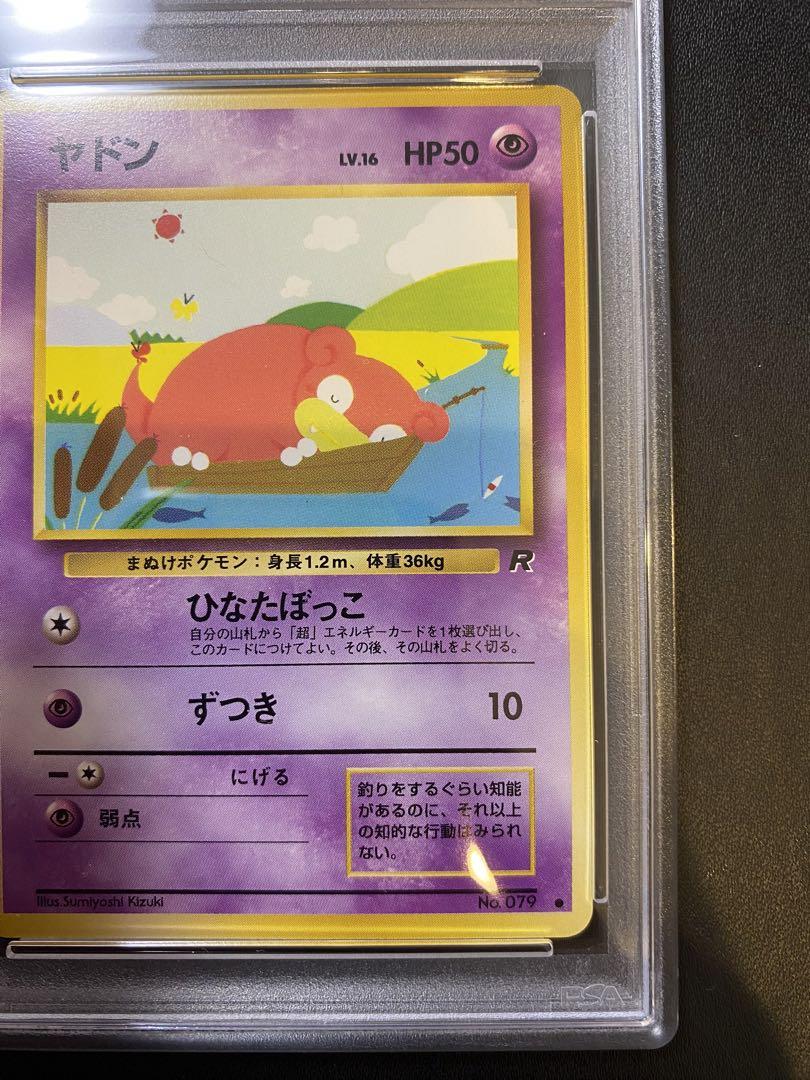 ヤドン LV.16 HP50
まぬけポケモン：身長1.2m、体重36kg R
ひなたぼっこ
自分の山札から「超」エネルギーカードを1枚選び出し、
このカードにつけてよい。その後、その山札をよく切る。
ずつき 10
にげる
弱点
釣りをするぐらい知能
があるのに、それ以上
の知的な行動はみられ
ない。
Illus.Sumiyoshi Kizuki No. 079
PSA